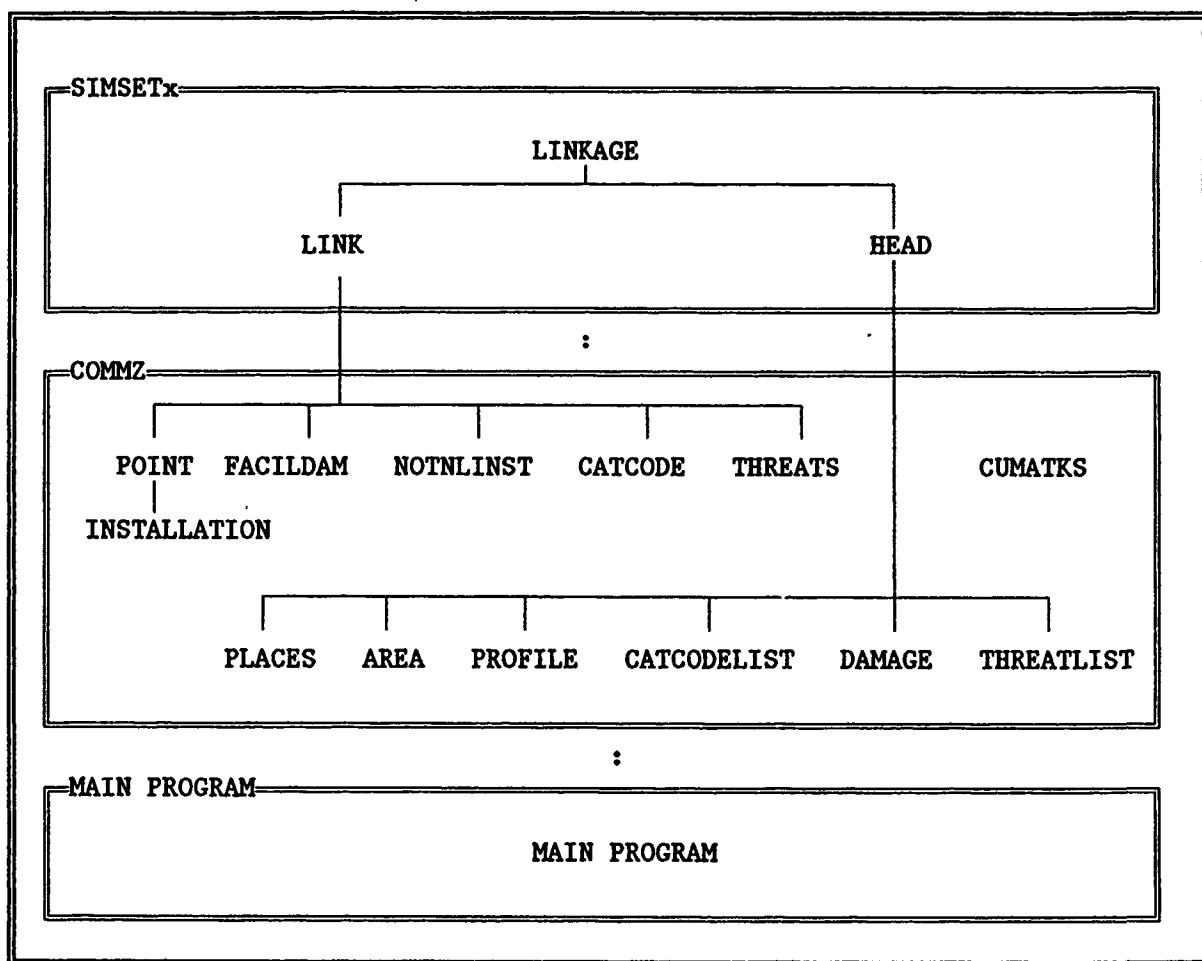 SIMSETx
LINKAGE
LINK HEAD
:
COMMZ
POINT FACILDAM NOTNLINST CATCODE THREATS CUMATKS
INSTALLATION
PLACES AREA PROFILE CATCODELIST DAMAGE THREATLIST
:
MAIN PROGRAM
MAIN PROGRAM